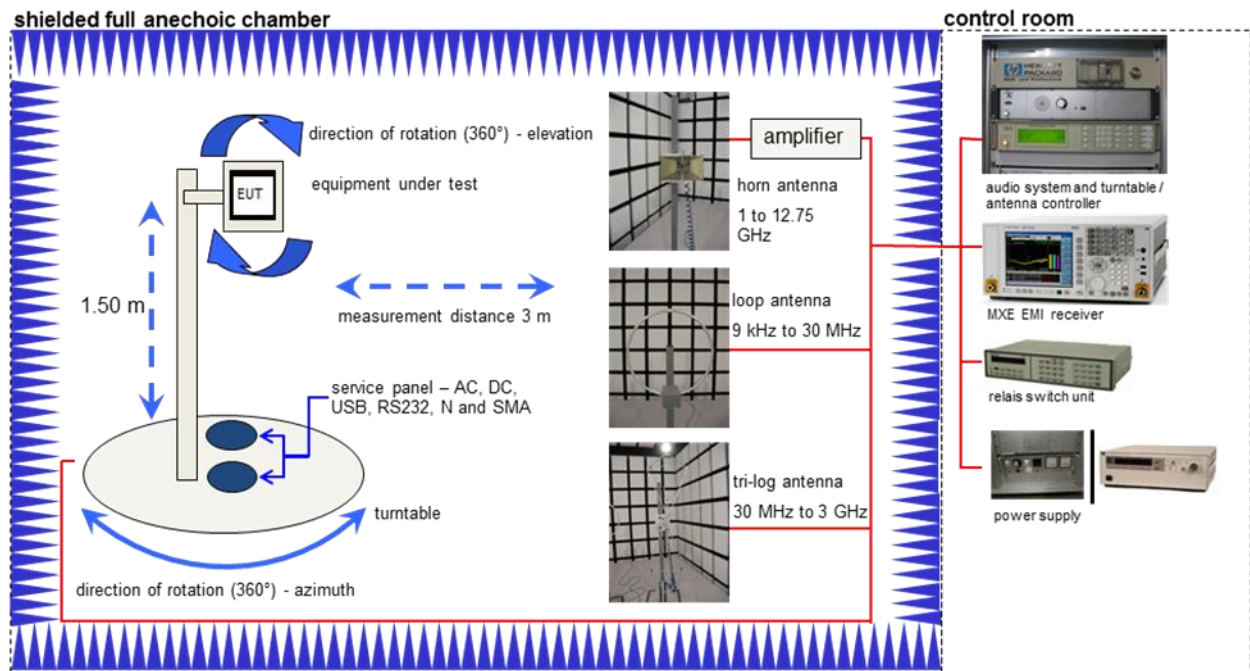 shielded full anechoic chamber
control room
direction of rotation (360°) - elevation
EUT
equipment under test
1.50 m
measurement distance 3 m
service panel – AC, DC,
USB, RS232, N and SMA
turntable
direction of rotation (360°) - azimuth
amplifier
horn antenna
1 to 12.75
GHz
loop antenna
9 kHz to 30 MHz
tri-log antenna
30 MHz to 3 GHz
audio system and turntable /
antenna controller
MXE EMI receiver
relais switch unit
power supply